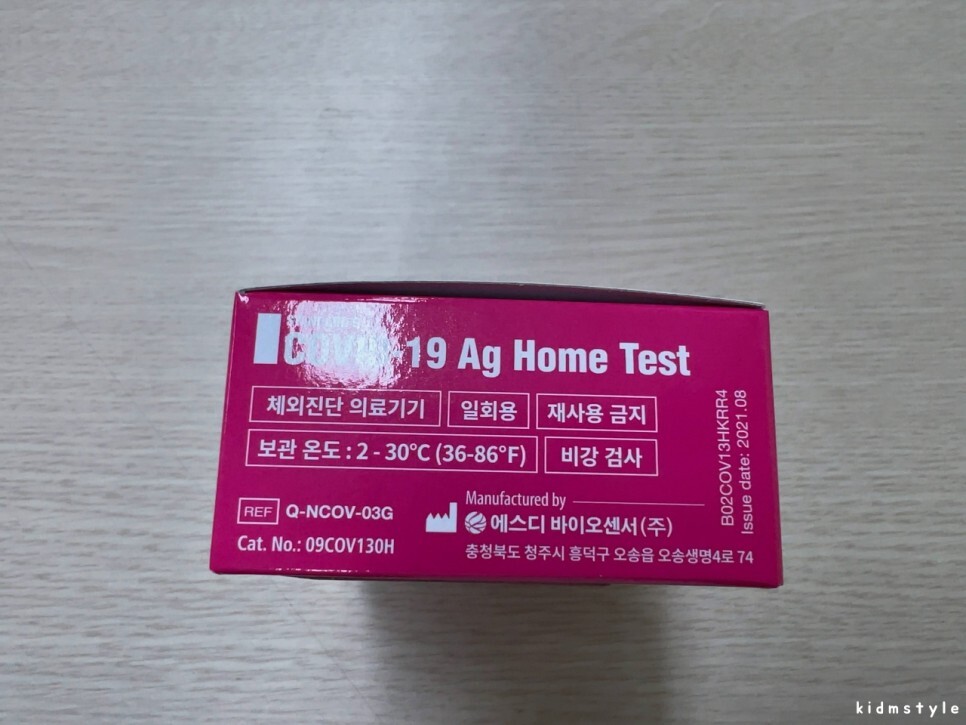 COVID-19 Ag Home Test
체외진단 의료기기
일회용
재사용 금지
보관 온도 : 2 - 30°C (36-86°F)
비강 검사
REF Q-NCOV-03G
Cat. No.: 09COV130H
Manufactured by
에스디 바이오센서(주)
충청북도 청주시 흥덕구 오송읍 오송생명4로 74
B02COV13HKRR4
Issue date: 2021.08
kidmstyle